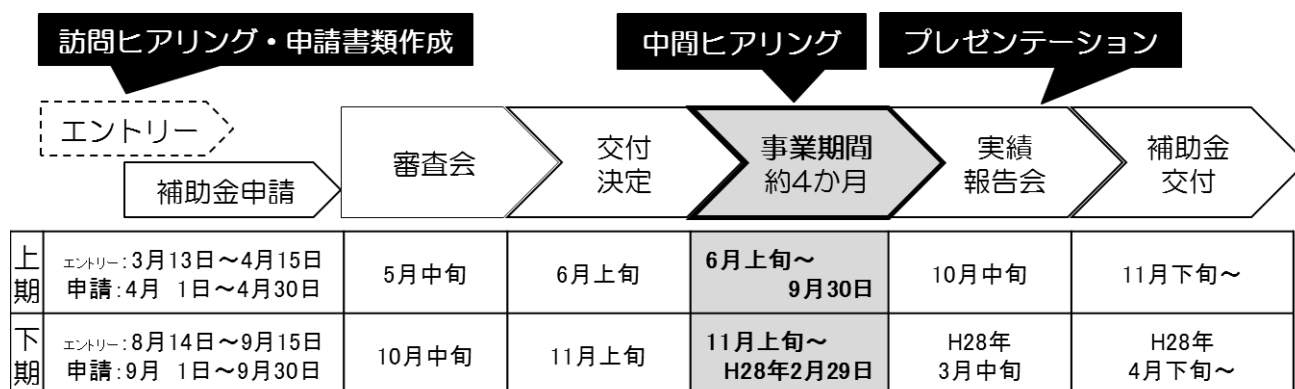 訪問ヒアリング・申請書類作成
中間ヒアリング
プレゼンテーション
エントリー
補助金申請
審査会
交付
決定
事業期間
約4か月
実績
報告会
補助金
交付
上
期
エントリー：3月13日～4月15日
申請：4月 1日～4月30日
5月中旬
6月上旬
6月上旬～
9月30日
10月中旬
11月下旬～
下
期
エントリー：8月14日～9月15日
申請：9月 1日～9月30日
10月中旬
11月上旬
11月上旬～
H28年2月29日
H28年
3月中旬
H28年
4月下旬～